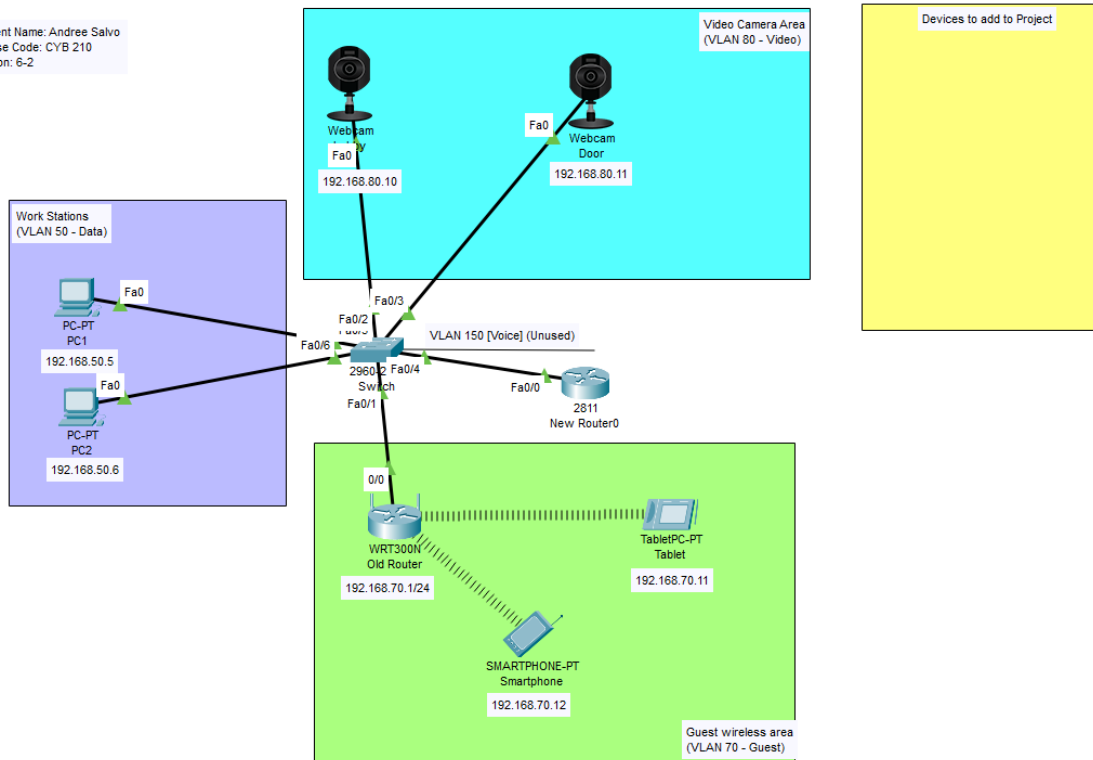 ent Name: Andree Salvo
se Code: CYB 210
on: 6-2
Video Camera Area
(VLAN 80 - Video)
Devices to add to Project
Webcam
Fa0
192.168.80.10
Fa0
Webcam
Door
192.168.80.11
Work Stations
(VLAN 50 - Data)
Fa0
PC-PT
PC1
192.168.50.5
Fa0
PC-PT
PC2
192.168.50.6
Fa0/3
Fa0/2
Fa0/6
VLAN 150 [Voice] (Unused)
Fa0/4
Switch
Fa0/1
Fa0/0
2811
New Router0
0/0
WRT300N
Old Router
192.168.70.1/24
TabletPC-PT
Tablet
192.168.70.11
SMARTPHONE-PT
Smartphone
192.168.70.12
Guest wireless area
(VLAN 70 - Guest)